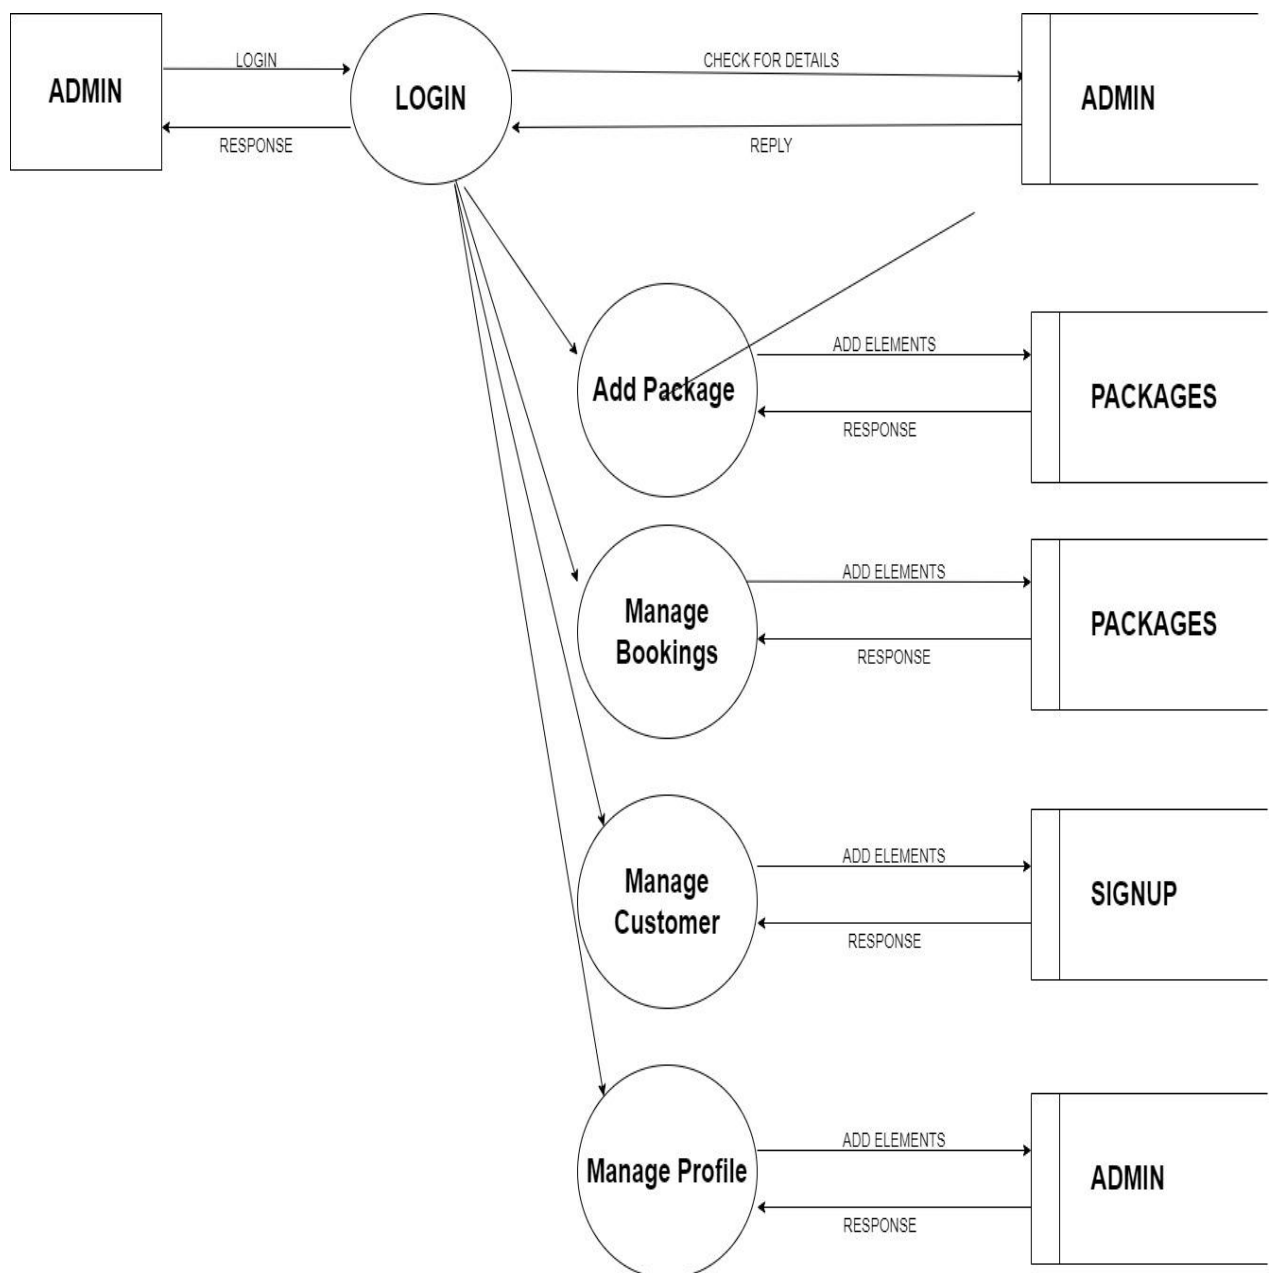 LOGIN
CHECK FOR DETAILS
ADMIN
LOGIN
ADMIN
RESPONSE
REPLY
ADD ELEMENTS
Add Package
PACKAGES
RESPONSE
ADD ELEMENTS
Manage
Bookings
PACKAGES
RESPONSE
ADD ELEMENTS
Manage
Customer
SIGNUP
RESPONSE
ADD ELEMENTS
Manage Profile
ADMIN
RESPONSE